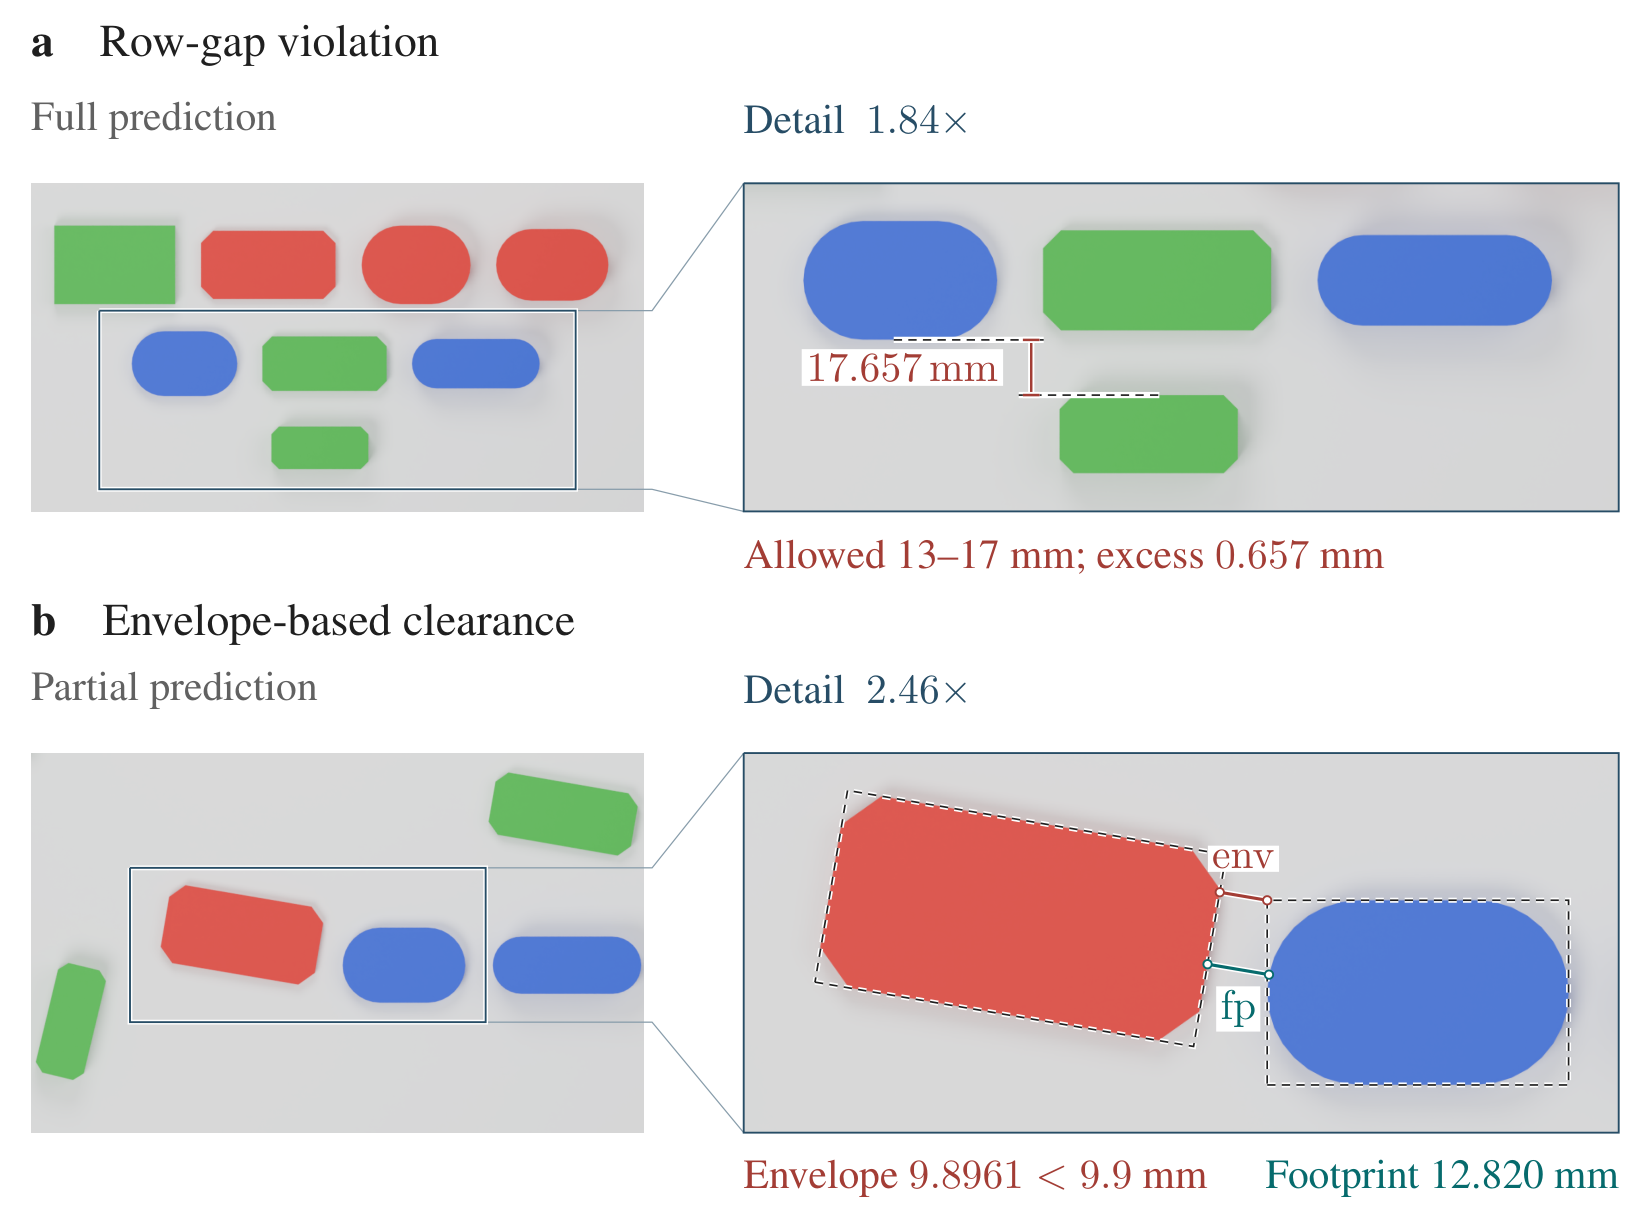 a Row-gap violation
Full prediction
Detail 1.84×
17.657 mm
Allowed 13–17 mm; excess 0.657 mm
b Envelope-based clearance
Partial prediction
Detail 2.46×
env
fp
Envelope 9.8961 < 9.9 mm
Footprint 12.820 mm